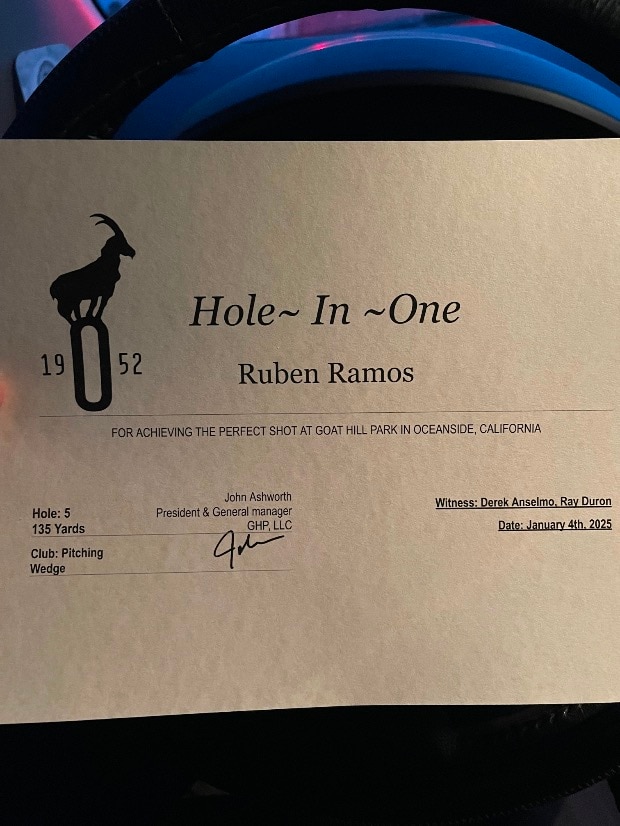 Hole~ In ~One
19 52
Ruben Ramos
FOR ACHIEVING THE PERFECT SHOT AT GOAT HILL PARK IN OCEANSIDE, CALIFORNIA
Hole: 5
135 Yards
Club: Pitching
Wedge
John Ashworth
President & General manager
GHP, LLC
John
Witness: Derek Anselmo, Ray Duron
Date: January 4th, 2025